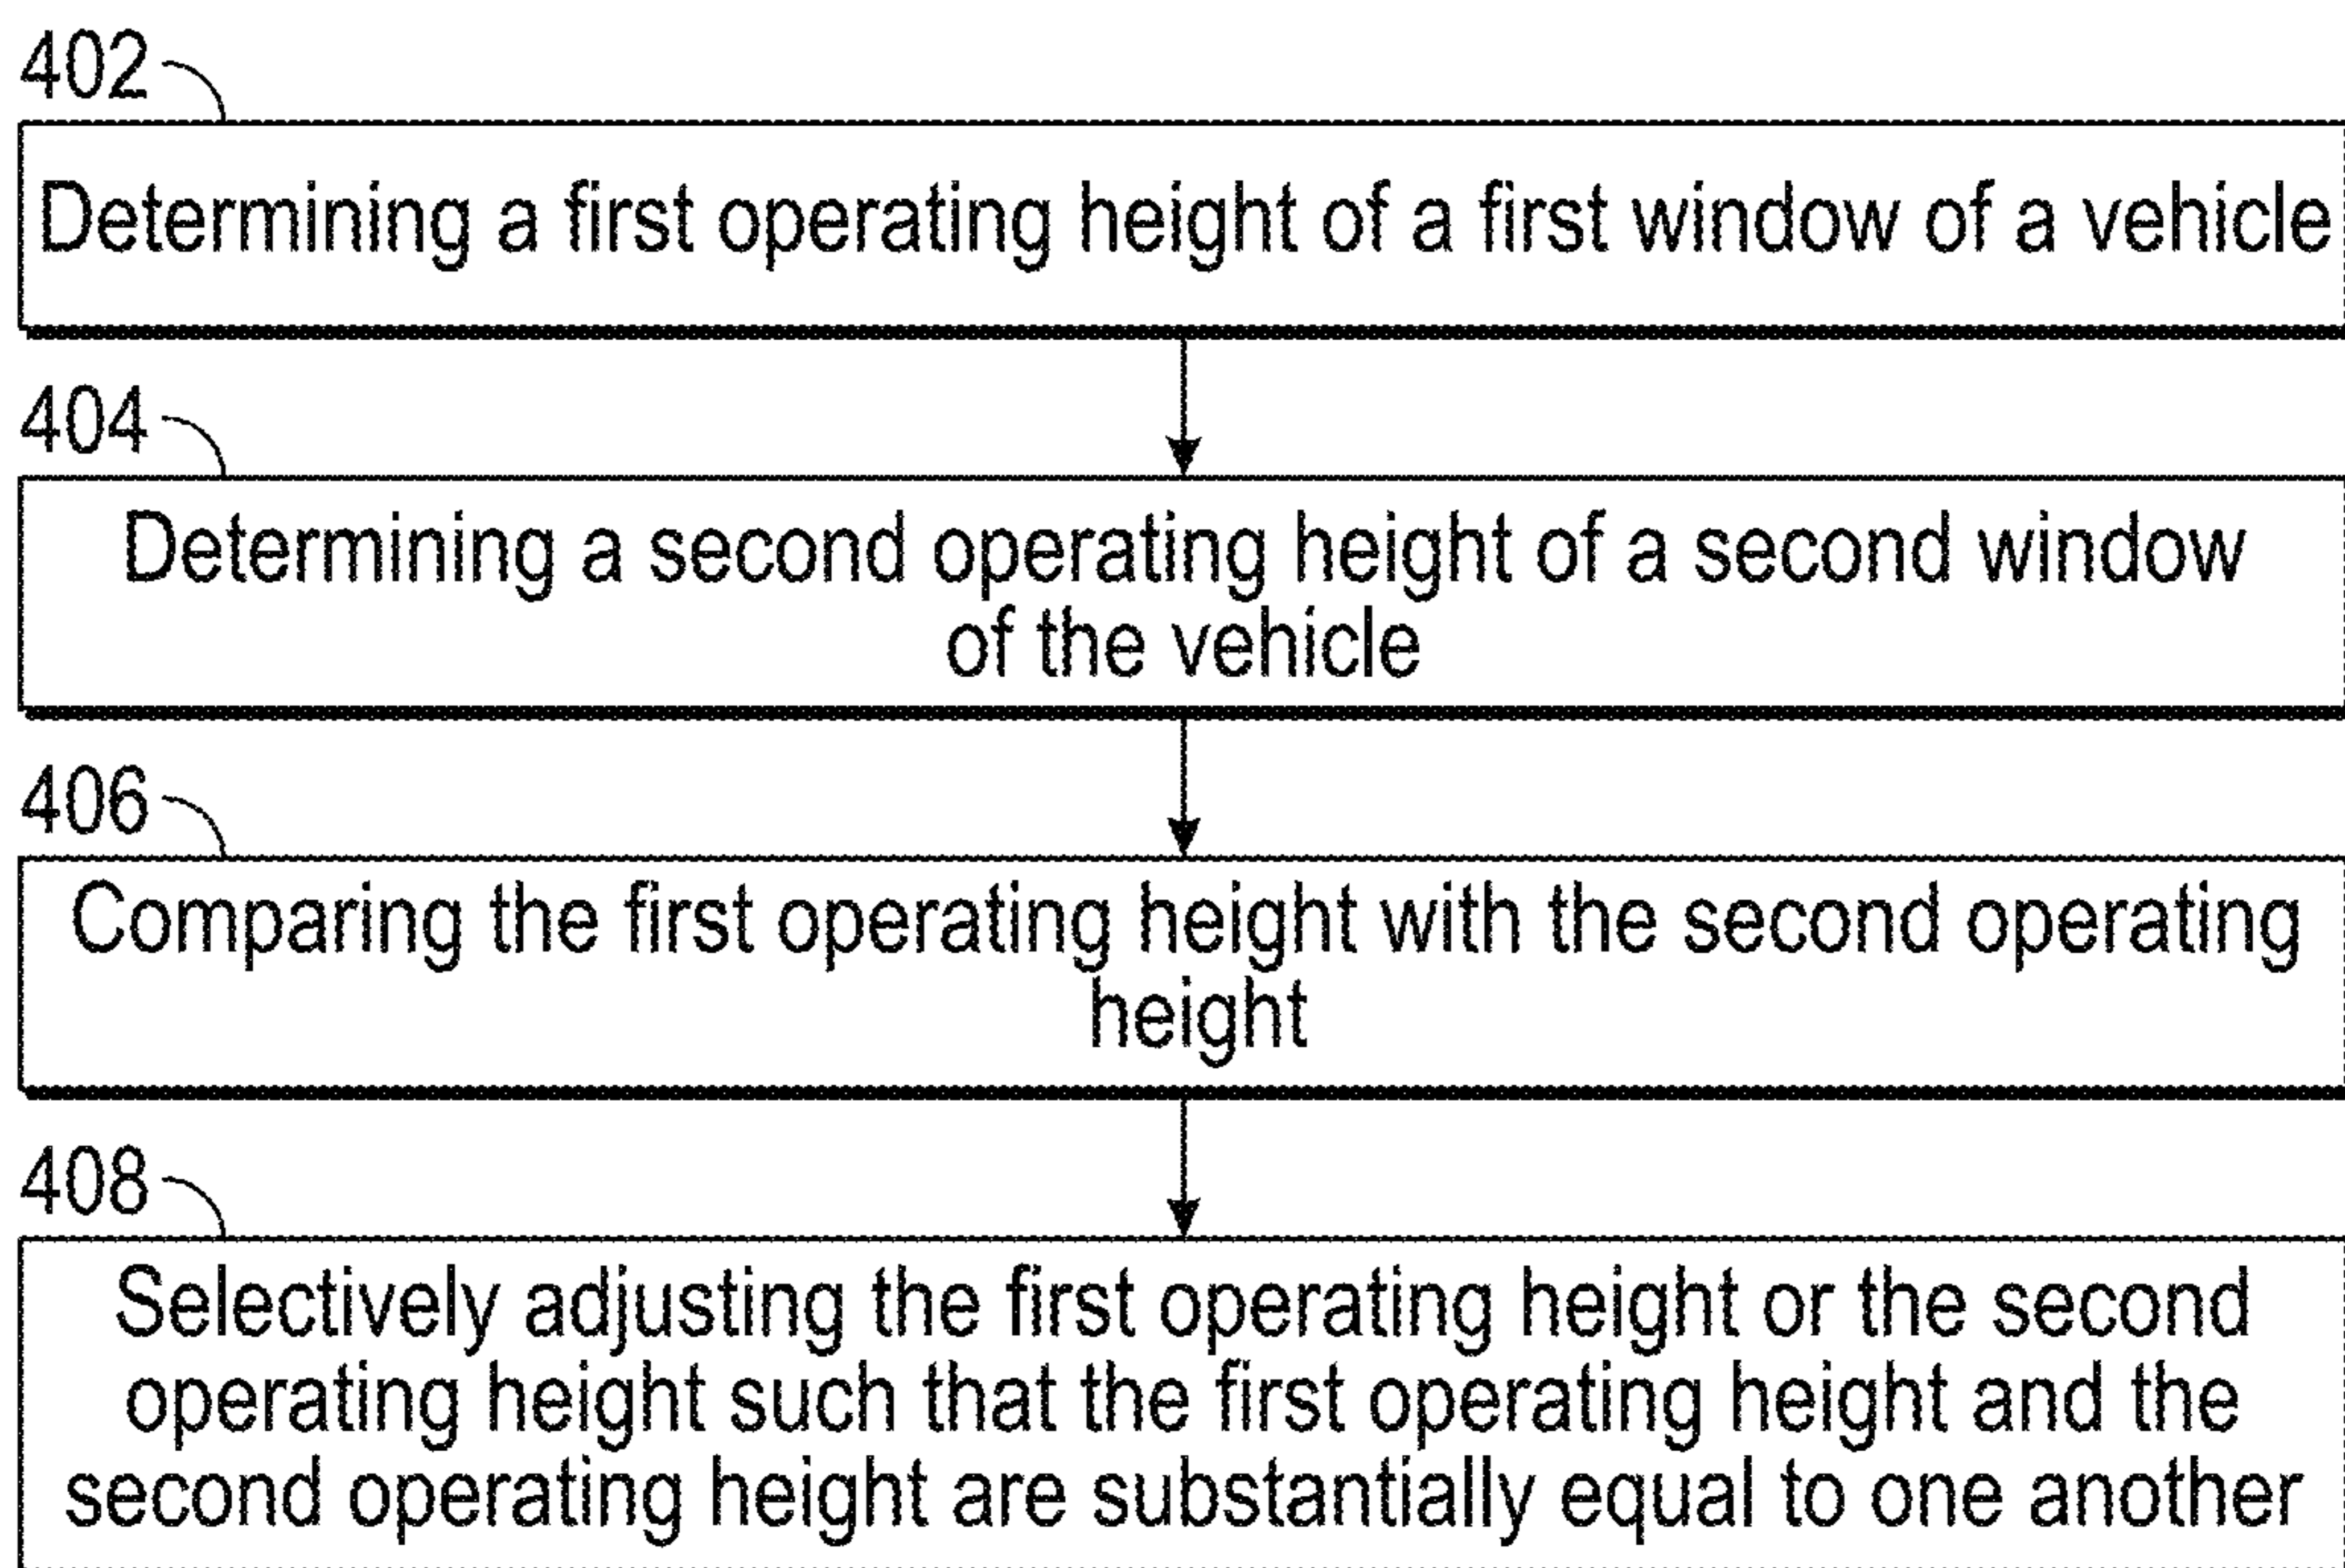 402
Determining a first operating height of a first window of a vehicle
404
Determining a second operating height of a second window
of the vehicle
406
Comparing the first operating height with the second operating
height
408
Selectively adjusting the first operating height or the second
operating height such that the first operating height and the
second operating height are substantially equal to one another